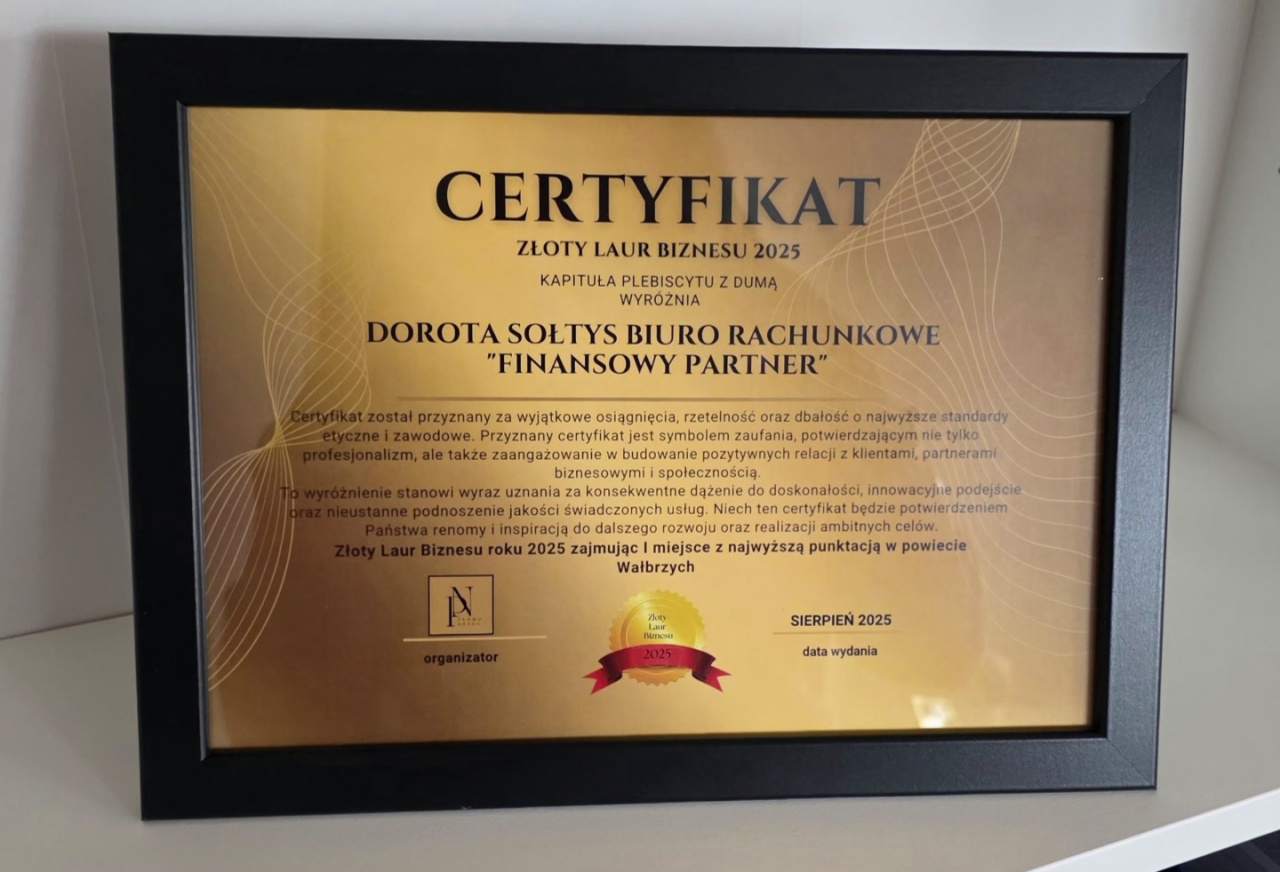 CERTYFIKAT
ZŁOTY LAUR BIZNESU 2025
KAPITUŁA PLEBISCYTU Z DUMĄ
WYRÓŻNIA
DOROTA SOŁTYS BIURO RACHUNKOWE
"FINANSOWY PARTNER"
Certyfikat został przyznany za wyjątkowe osiągnięcia, rzetelność oraz dbałość o najwyższe standardy
etyczne i zawodowe. Przyznany certyfikat jest symbolem zaufania, potwierdzającym nie tylko
profesjonalizm, ale także zaangażowanie w budowanie pozytywnych relacji z klientami, partnerami
biznesowymi i społecznością.
To wyróżnienie stanowi wyraz uznania za konsekwentne dążenie do doskonałości, innowacyjne podejście
oraz nieustanne podnoszenie jakości świadczonych usług. Niech ten certyfikat będzie potwierdzeniem
Państwa renomy i inspiracją do dalszego rozwoju oraz realizacji ambitnych celów.
Złoty Laur Biznesu roku 2025 zajmując I miejsce z najwyższą punktacją w powiecie
Wałbrzych
organizator
Złoty
Laur
Biznesu
2025
SIERPIEŃ 2025
data wydania